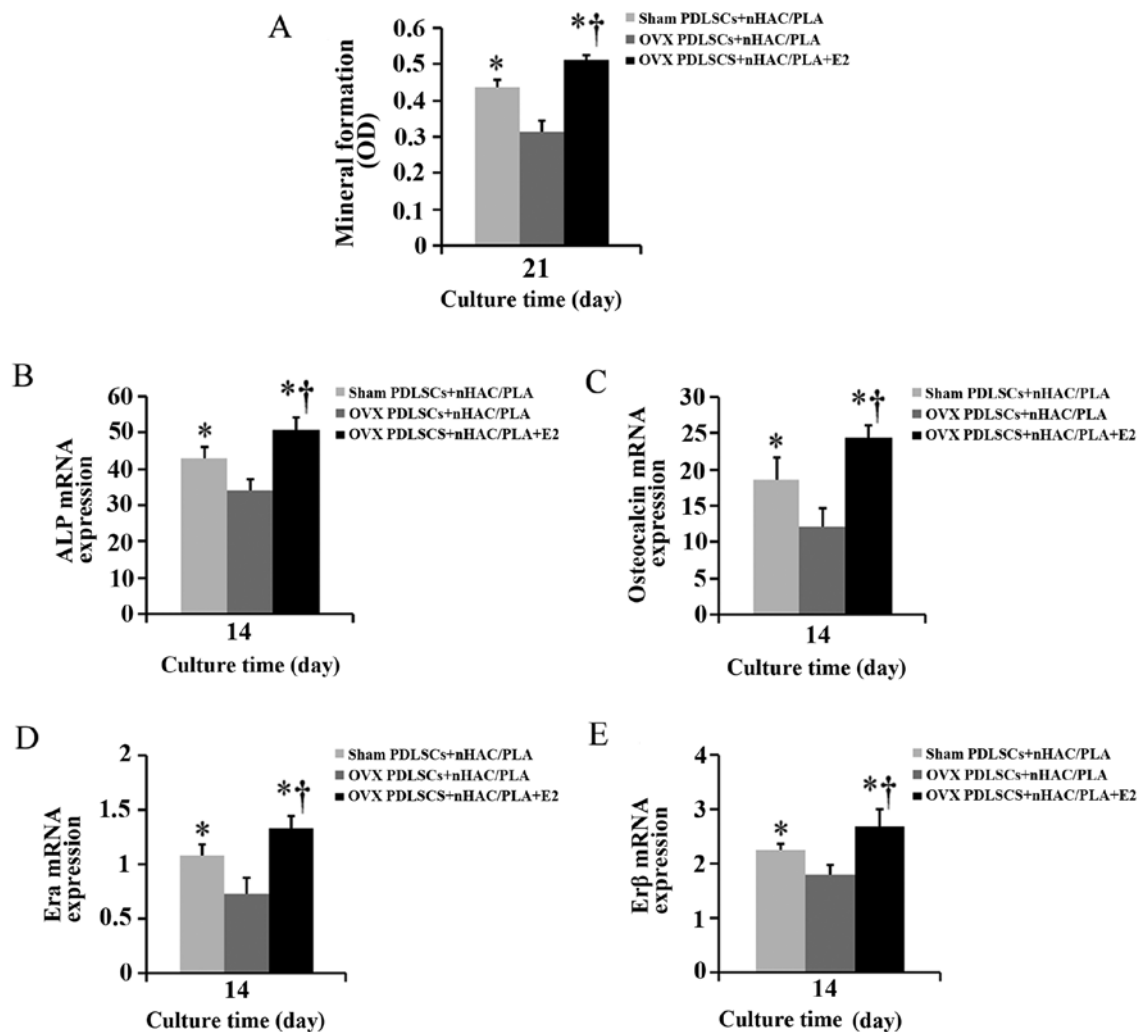 A
Sham PDLSCs+nHAC/PLA
OVX PDLSCs+nHAC/PLA
OVX PDLSCS+nHAC/PLA+E2
Mineral formation
(OD)
0.6
0.5
0.4
0.3
0.2
0.1
0
*
*†
21
Culture time (day)
B
Sham PDLSCs+nHAC/PLA
OVX PDLSCs+nHAC/PLA
OVX PDLSCS+nHAC/PLA+E2
ALP mRNA
expression
60
50
40
30
20
10
0
*
*†
14
Culture time (day)
C
Sham PDLSCs+nHAC/PLA
OVX PDLSCs+nHAC/PLA
OVX PDLSCS+nHAC/PLA+E2
Osteocalcin mRNA
expression
30
25
20
15
10
5
0
*
*†
14
Culture time (day)
D
Sham PDLSCs+nHAC/PLA
OVX PDLSCs+nHAC/PLA
OVX PDLSCS+nHAC/PLA+E2
Era mRNA
expression
2
1.5
1
0.5
0
*
*†
14
Culture time (day)
E
Sham PDLSCs+nHAC/PLA
OVX PDLSCs+nHAC/PLA
OVX PDLSCS+nHAC/PLA+E2
Erβ mRNA
expression
4
3
2
1
0
*
*†
14
Culture time (day)